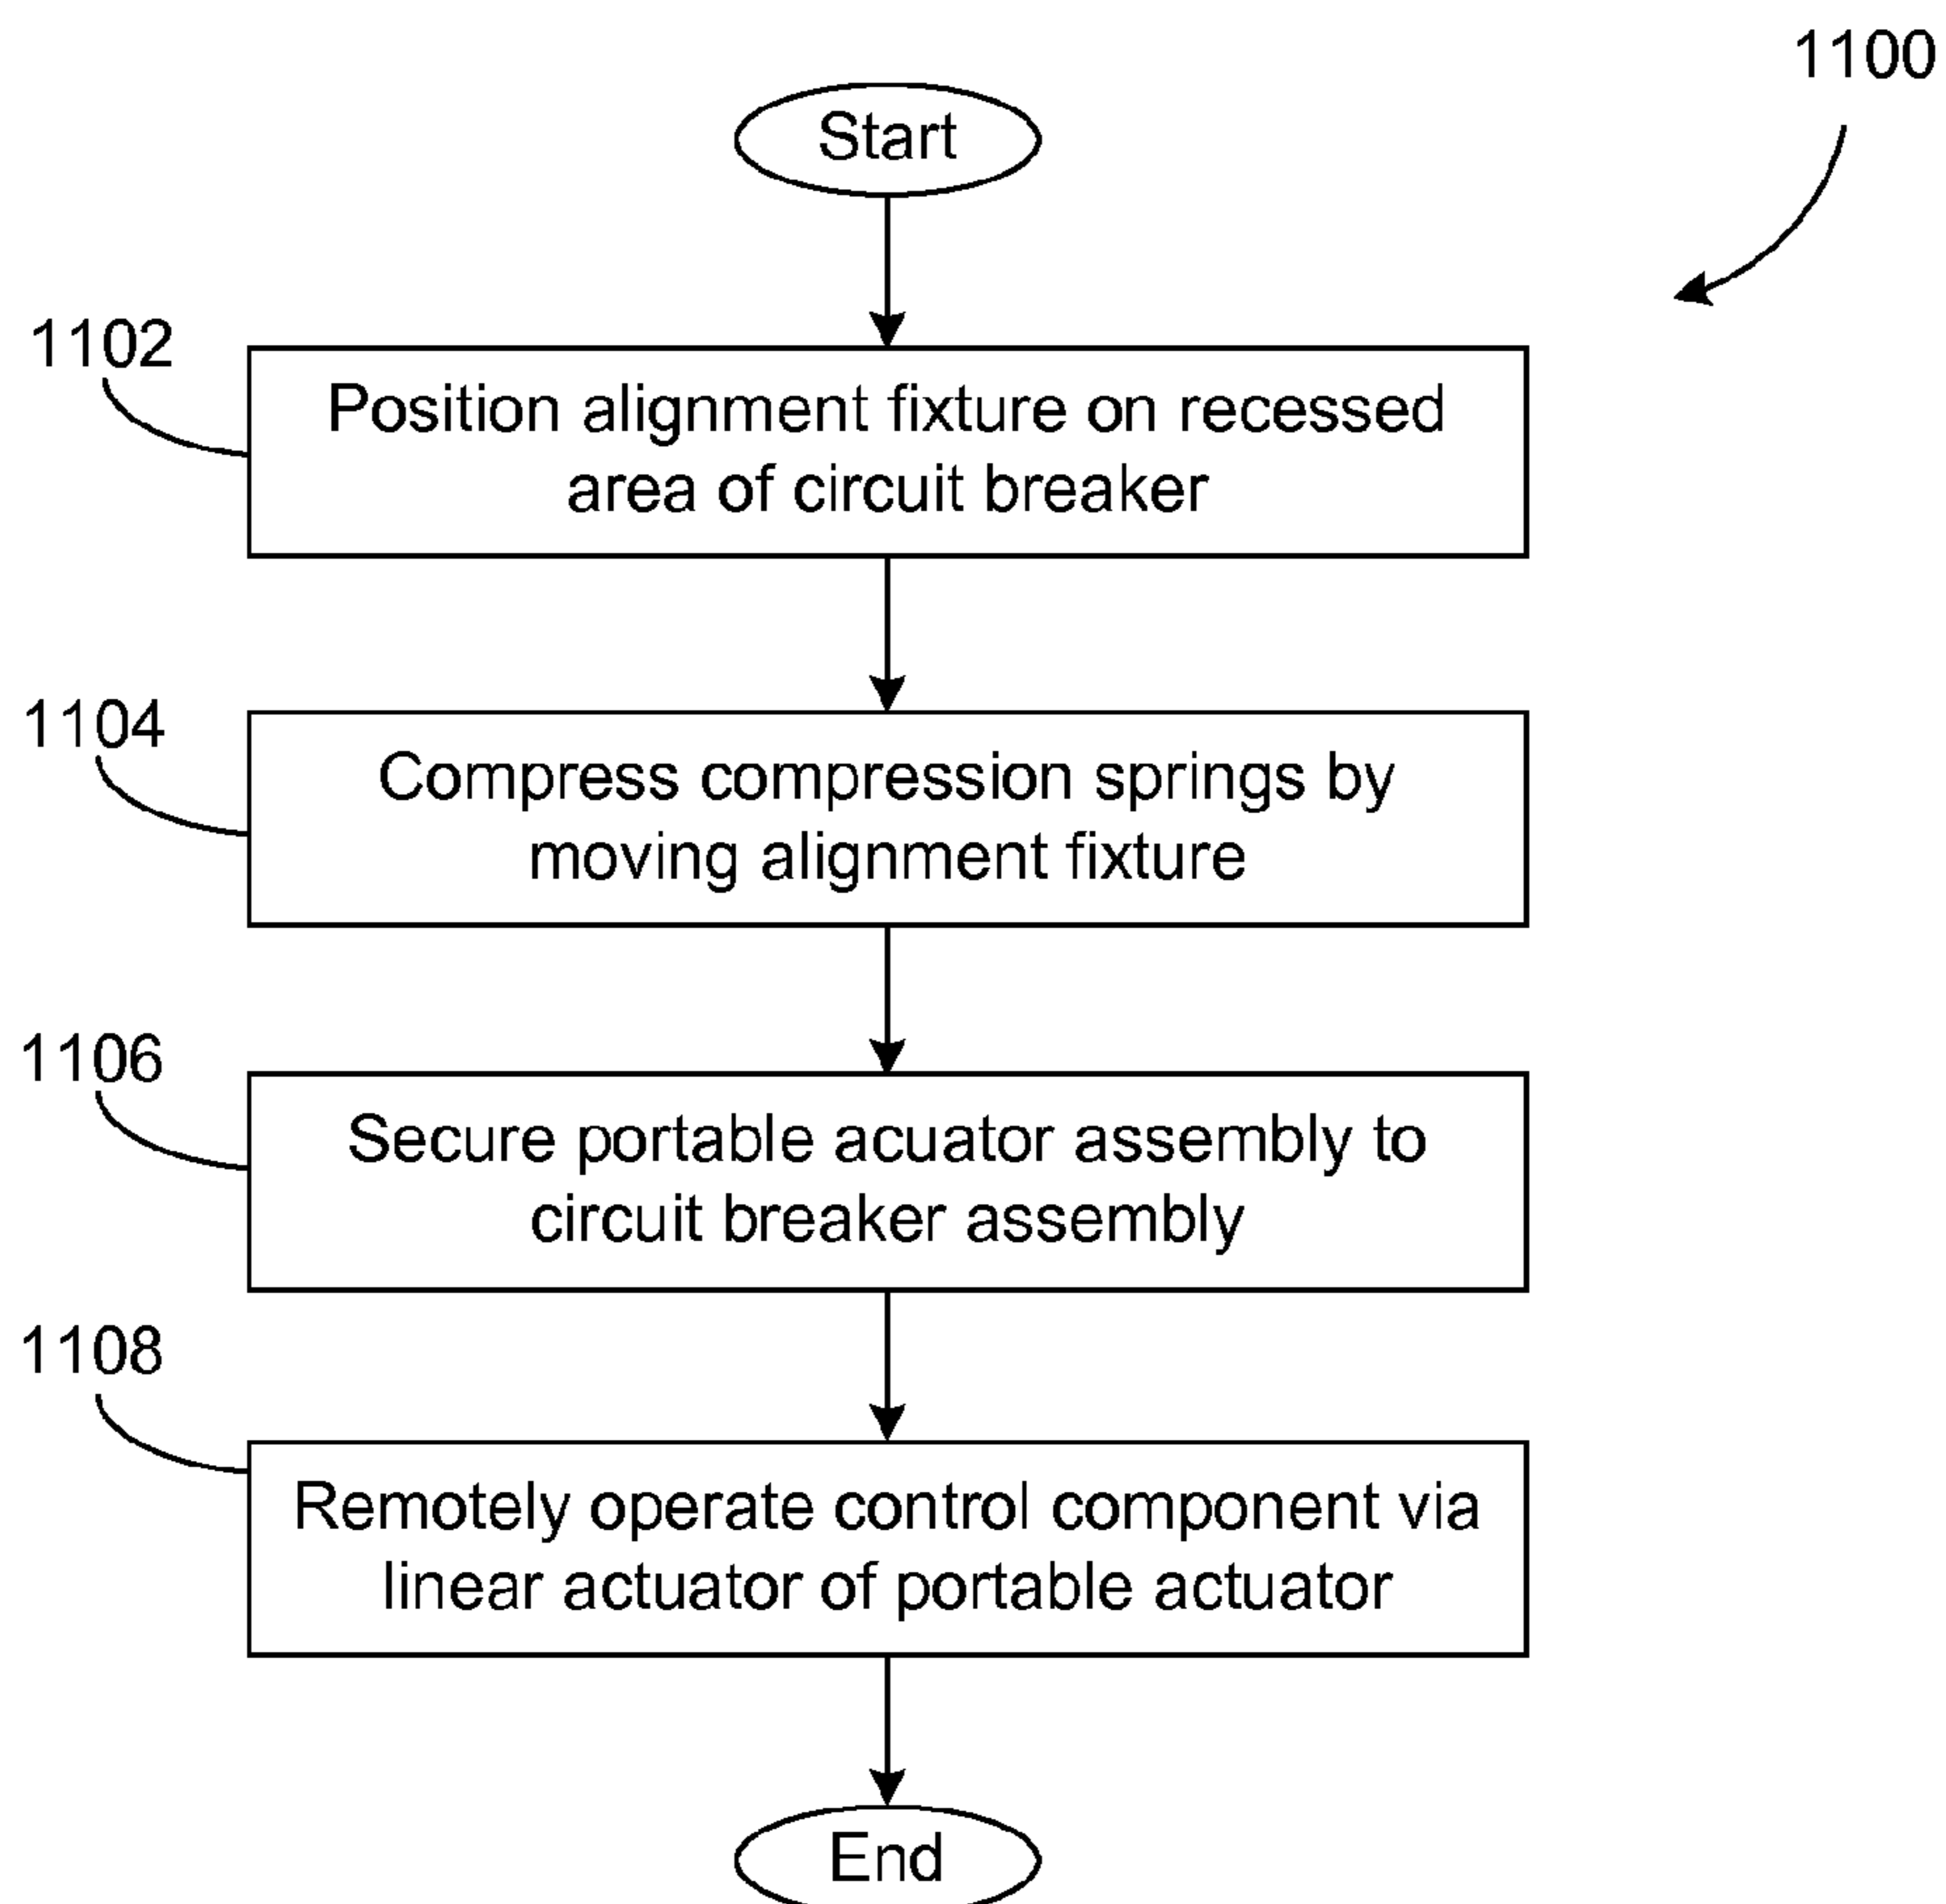 1100
Start
1102
Position alignment fixture on recessed
area of circuit breaker
1104
Compress compression springs by
moving alignment fixture
1106
Secure portable acuator assembly to
circuit breaker assembly
1108
Remotely operate control component via
linear actuator of portable actuator
End